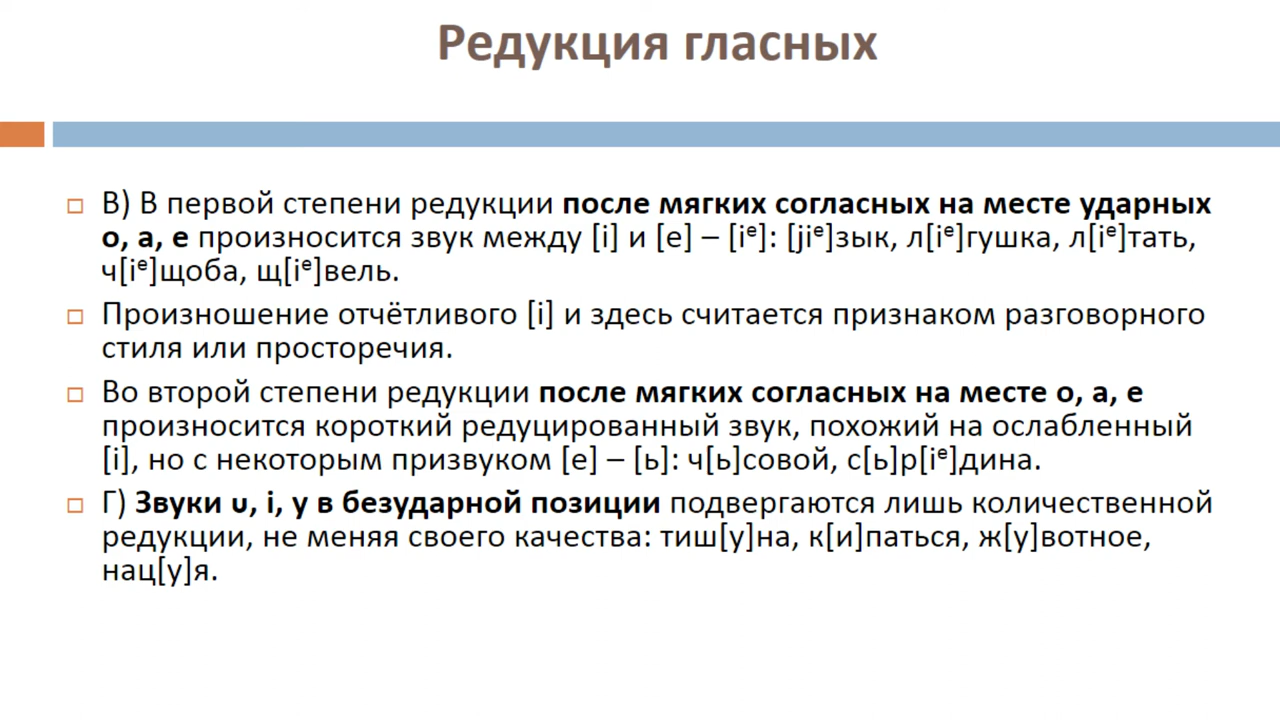 Редукция гласных
В) В первой степени редукции после мягких согласных на месте ударных
о, а, е произносится звук между [i] и [е] – [iᵉ]: [jiᵉ]зык, л[iᵉ]гушка, л[iᵉ]тать,
ч[iᵉ]щоба, щ[iᵉ]вель.
Произношение отчётливого [i] и здесь считается признаком разговорного
стиля или просторечия.
Во второй степени редукции после мягких согласных на месте о, а, е
произносится короткий редуцированный звук, похожий на ослабленный
[i], но с некоторым призвуком [е] – [ь]: ч[ь]совой, с[ь]р[iᵉ]дина.
Г) Звуки u, i, y в безударной позиции подвергаются лишь количественной
редукции, не меняя своего качества: тиш[y]на, к[и]паться, ж[y]вотное,
нац[y]я.